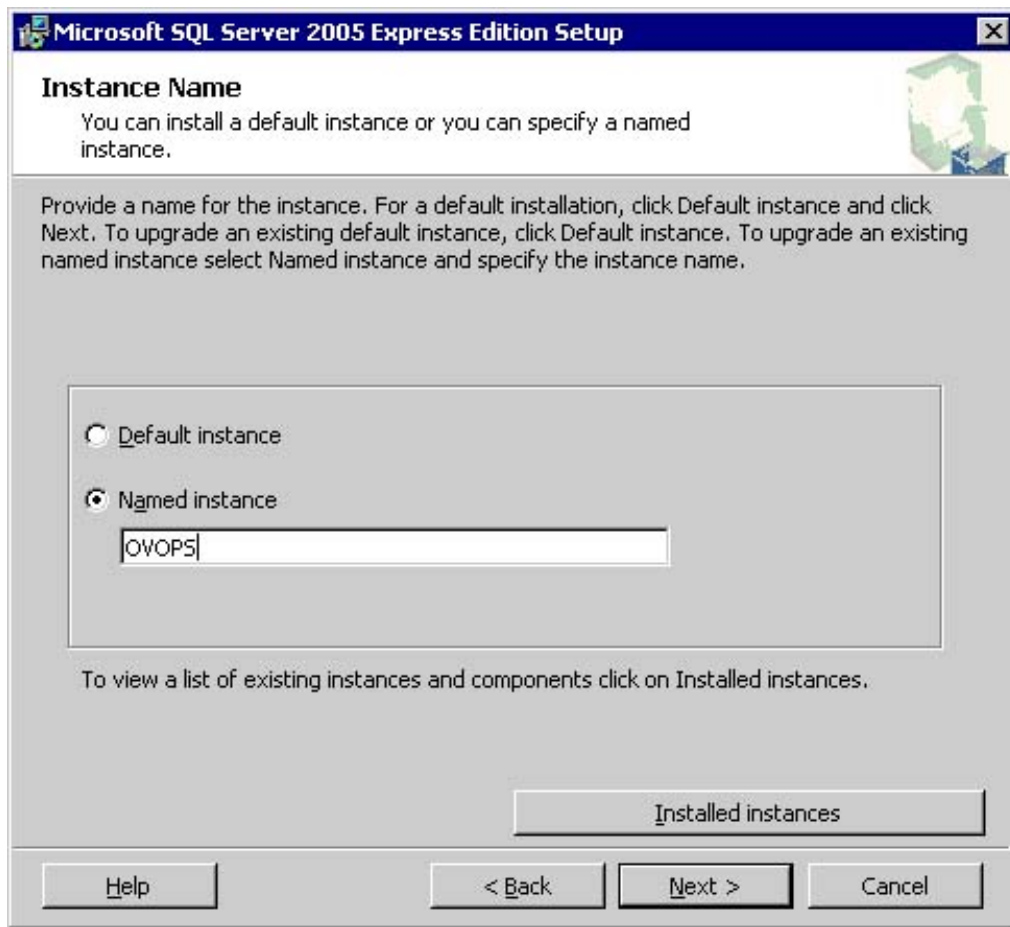 Microsoft SQL Server 2005 Express Edition Setup
Instance Name
You can install a default instance or you can specify a named
instance.
Provide a name for the instance. For a default installation, click Default instance and click
Next. To upgrade an existing default instance, click Default instance. To upgrade an existing
named instance select Named instance and specify the instance name.
Default instance
Named instance
OVOPS
To view a list of existing instances and components click on Installed instances.
Installed instances
Help
< Back
Next >
Cancel